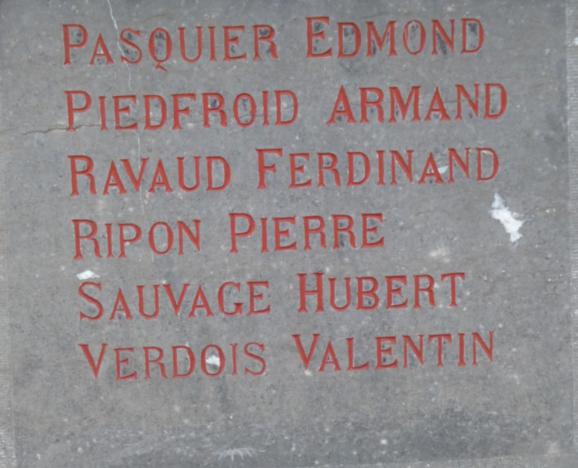 PASQUIER EDMOND
PIEDFROID ARMAND
RAVAUD FERDINAND
RIPON PIERRE
SAUVAGE HUBERT
VERDOIS VALENTIN